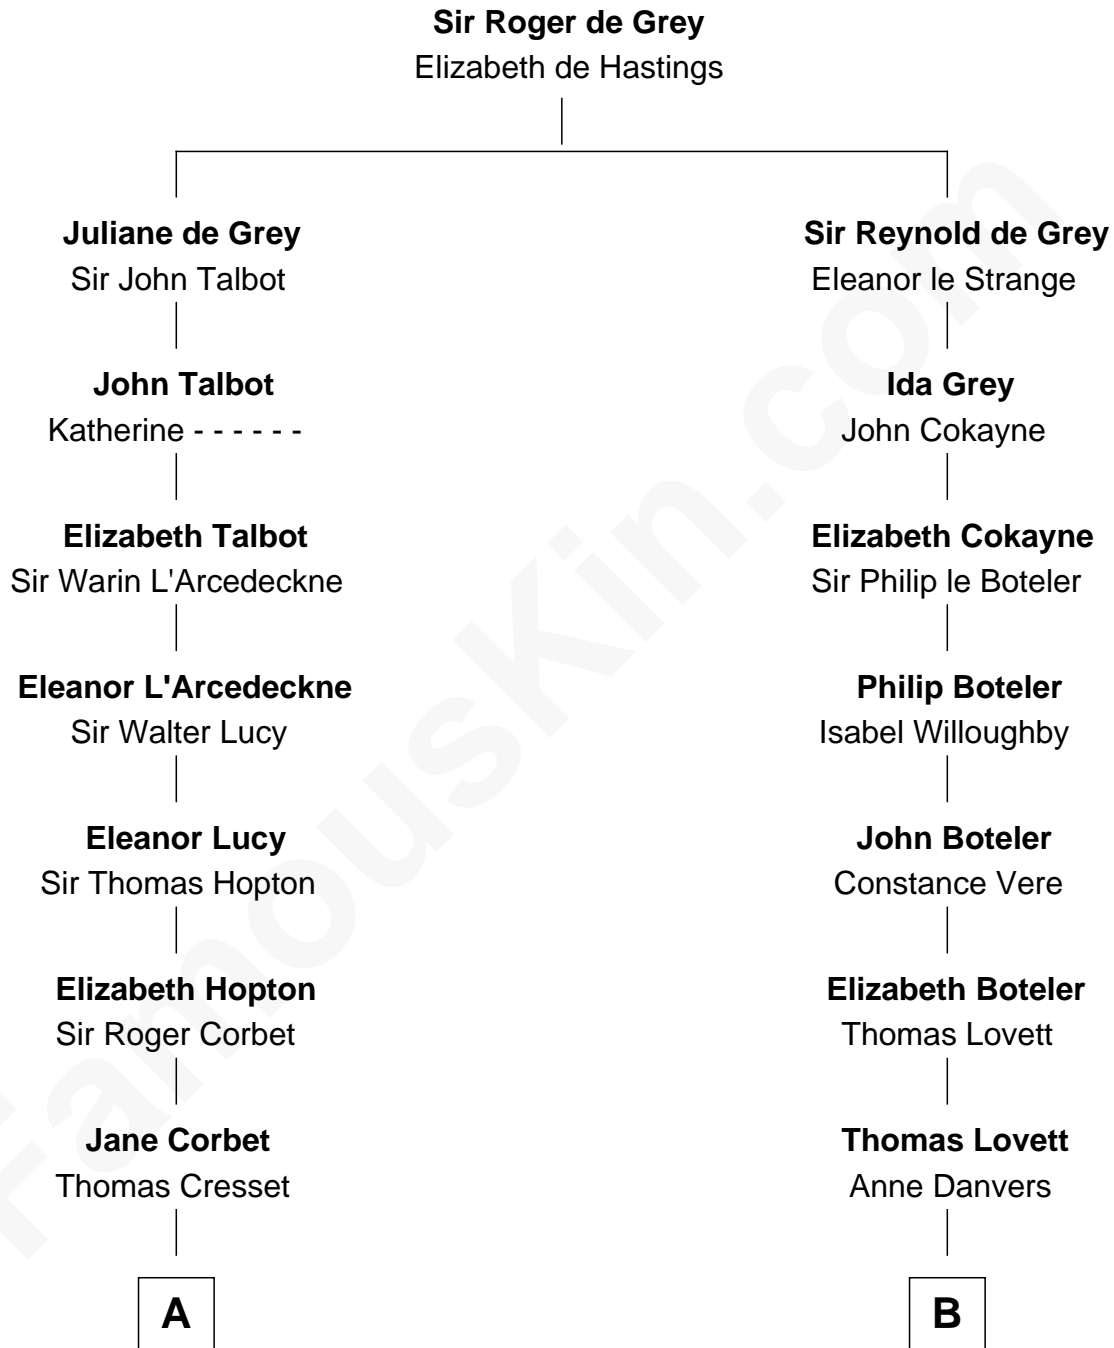 Sir Roger de Grey
Elizabeth de Hastings
Juliane de Grey
Sir John Talbot
John Talbot
Katherine - - - - - -
Elizabeth Talbot
Sir Warin L'Arcedeckne
Eleanor L'Arcedeckne
Sir Walter Lucy
Eleanor Lucy
Sir Thomas Hopton
Elizabeth Hopton
Sir Roger Corbet
Jane Corbet
Thomas Cresset
A
Sir Reynold de Grey
Eleanor le Strange
Ida Grey
John Cokayne
Elizabeth Cokayne
Sir Philip le Boteler
Philip Boteler
Isabel Willoughby
John Boteler
Constance Vere
Elizabeth Boteler
Thomas Lovett
Thomas Lovett
Anne Danvers
B
FamousKin.com